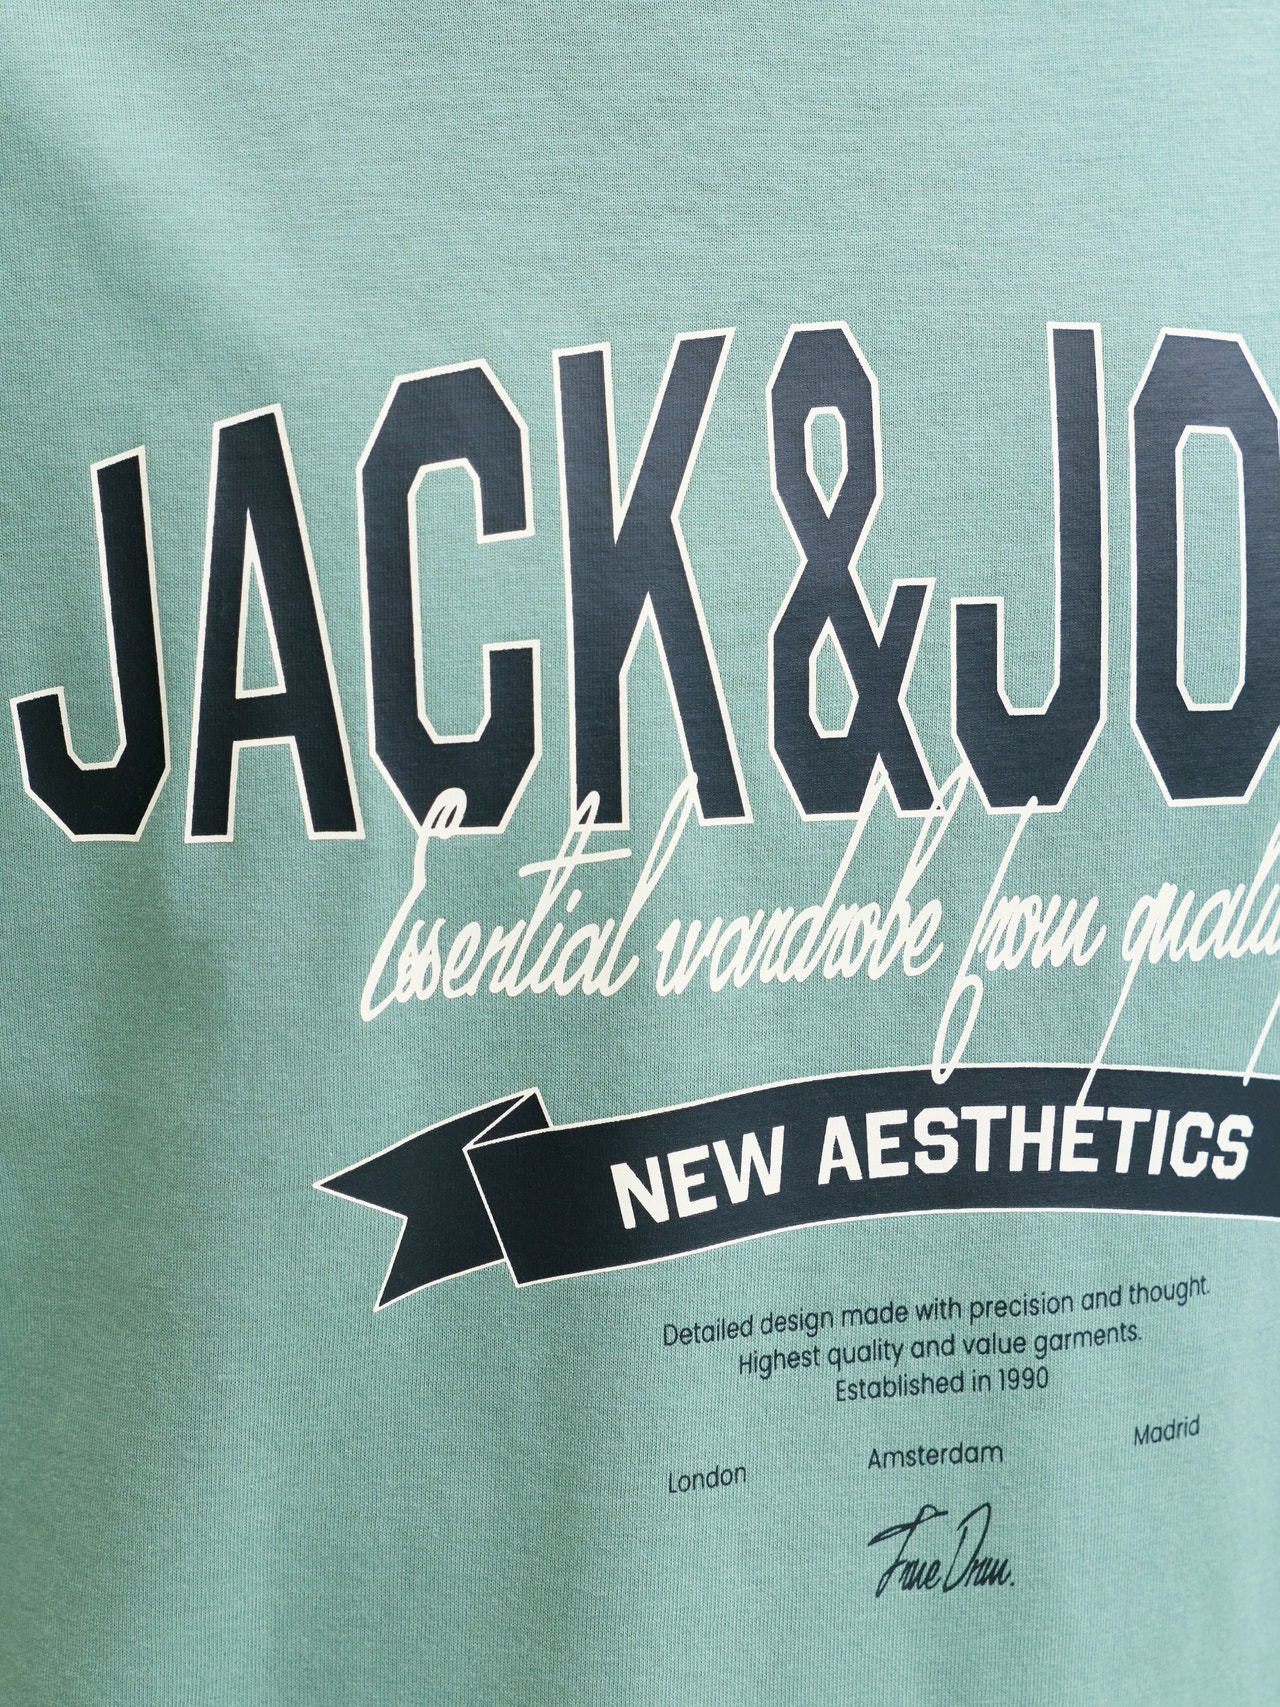 JACK&JO
Essential wardrobe from quality
NEW AESTHETICS
Detailed design made with precision and thought.
Highest quality and value garments.
Established in 1990
London Amsterdam Madrid